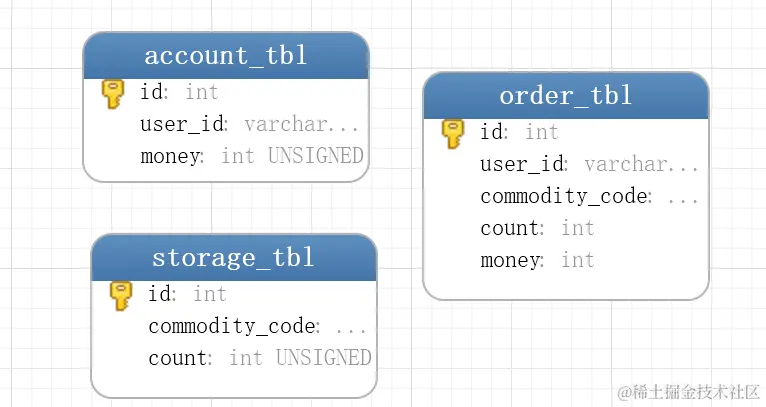 account_tbl
id: int
user_id: varchar...
money: int UNSIGNED
order_tbl
id: int
user_id: varchar...
commodity_code: ...
count: int
money: int
storage_tbl
id: int
commodity_code: ...
count: int UNSIGNED
@稀土掘金技术社区